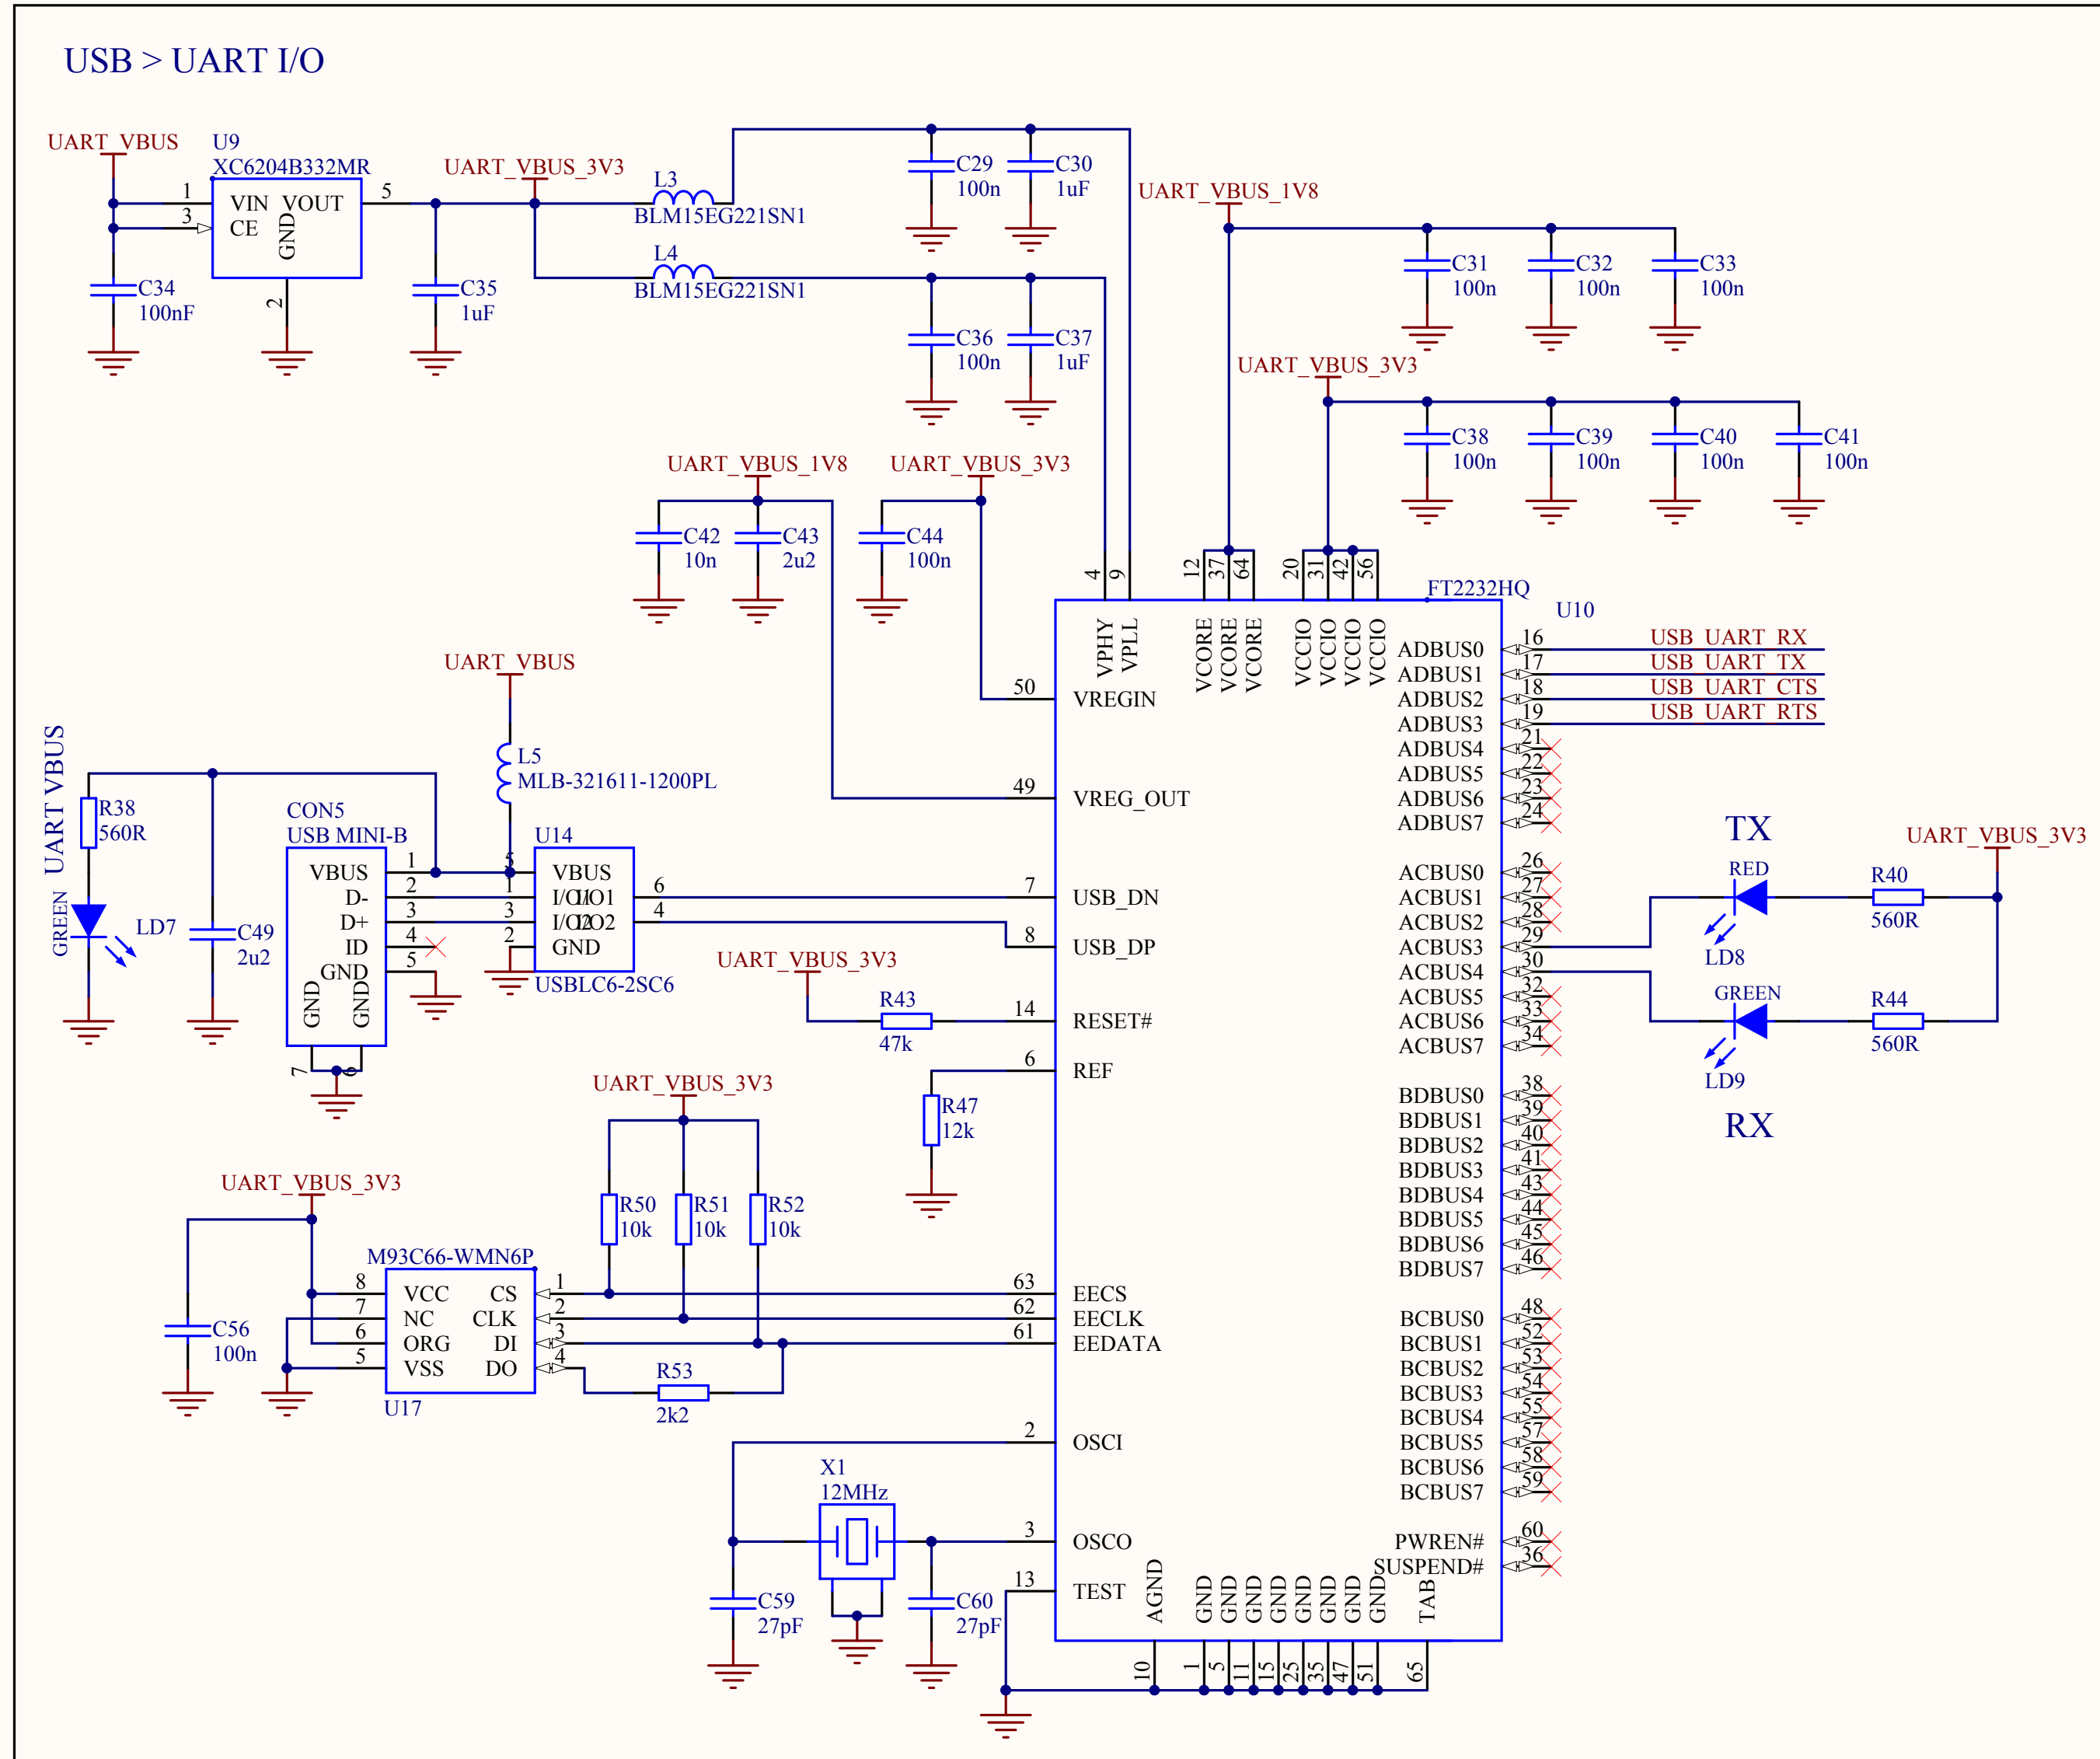 USB > UART I/O
UART_VBUS
U9
XC6204B332MR
1
3
VIN
VOUT
CE
GND
5
2
C34
100nF
C35
1uF
UART_VBUS_3V3
L3
BLM15EG221SN1
L4
BLM15EG221SN1
C29
100n
C30
1uF
C36
100n
C37
1uF
UART_VBUS_1V8
C31
100n
C32
100n
C33
100n
UART_VBUS_3V3
C38
100n
C39
100n
C40
100n
C41
100n
UART_VBUS_1V8
C42
10n
C43
2u2
UART_VBUS_3V3
C44
100n
UART_VBUS
L5
MLB-321611-1200PL
UART VBUS
R38
560R
GREEN
LD7
C49
2u2
CON5
USB MINI-B
VBUS
D-
D+
ID
GND
GND
GND
1
2
3
4
5
7
6
U14
5
1
3
2
VBUS
I/O1
I/O1
I/O2
I/O2
GND
6
4
USBLC6-2SC6
UART_VBUS_3V3
R43
47k
R47
12k
UART_VBUS_3V3
R50
10k
R51
10k
R52
10k
UART_VBUS_3V3
C56
100n
M93C66-WMN6P
8
7
6
5
VCC
NC
ORG
VSS
CS
CLK
DI
DO
1
2
3
4
U17
R53
2k2
X1
12MHz
C59
27pF
C60
27pF
FT2232HQ
U10
4
9
12
37
64
20
31
42
56
VPHY
VPLL
VCORE
VCORE
VCORE
VCCIO
VCCIO
VCCIO
VCCIO
50 VREGIN
49 VREG_OUT
7 USB_DN
8 USB_DP
14 RESET#
6 REF
63 EECS
62 EECLK
61 EEDATA
2 OSCI
3 OSCO
13 TEST
ADBUS0 16 USB_UART_RX
ADBUS1 17 USB_UART_TX
ADBUS2 18 USB_UART_CTS
ADBUS3 19 USB_UART_RTS
ADBUS4 21
ADBUS5 22
ADBUS6 23
ADBUS7 24
ACBUS0 26
ACBUS1 27
ACBUS2 28
ACBUS3 29
ACBUS4 30
ACBUS5 32
ACBUS6 33
ACBUS7 34
BDBUS0 38
BDBUS1 39
BDBUS2 40
BDBUS3 41
BDBUS4 43
BDBUS5 44
BDBUS6 45
BDBUS7 46
BCBUS0 48
BCBUS1 52
BCBUS2 53
BCBUS3 54
BCBUS4 55
BCBUS5 57
BCBUS6 58
BCBUS7 59
PWREN# 60
SUSPEND# 36
AGND
GND
GND
GND
GND
GND
GND
GND
GND
TAB
10
1
5
11
15
25
35
47
51
65
TX
RED
LD8
R40
560R
UART_VBUS_3V3
GREEN
LD9
R44
560R
RX